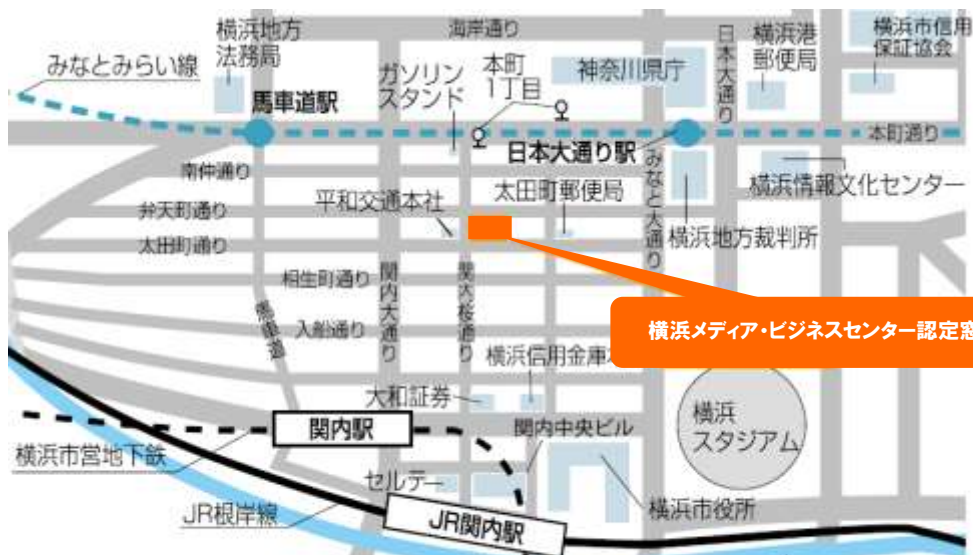 海岸通り
横浜地方
法務局
みなとみらい線
馬車道駅
ガソリン
スタンド
本町
1丁目
神奈川県庁
日本大通り
横浜港
郵便局
横浜市信用
保証協会
本町通り
日本大通り駅
南仲通り
弁天町通り
太田町通り
平和交通本社
太田町郵便局
みなと大通り
横浜情報文化センター
横浜地方裁判所
相生町通り
関内大通り
関内桜通り
馬車道
入船通り
横浜メディア・ビジネスセンター認定窓
横浜信用金庫
大和証券
関内駅
関内中央ビル
横浜
スタジアム
横浜市営地下鉄
セルテ
JR根岸線
JR関内駅
横浜市役所